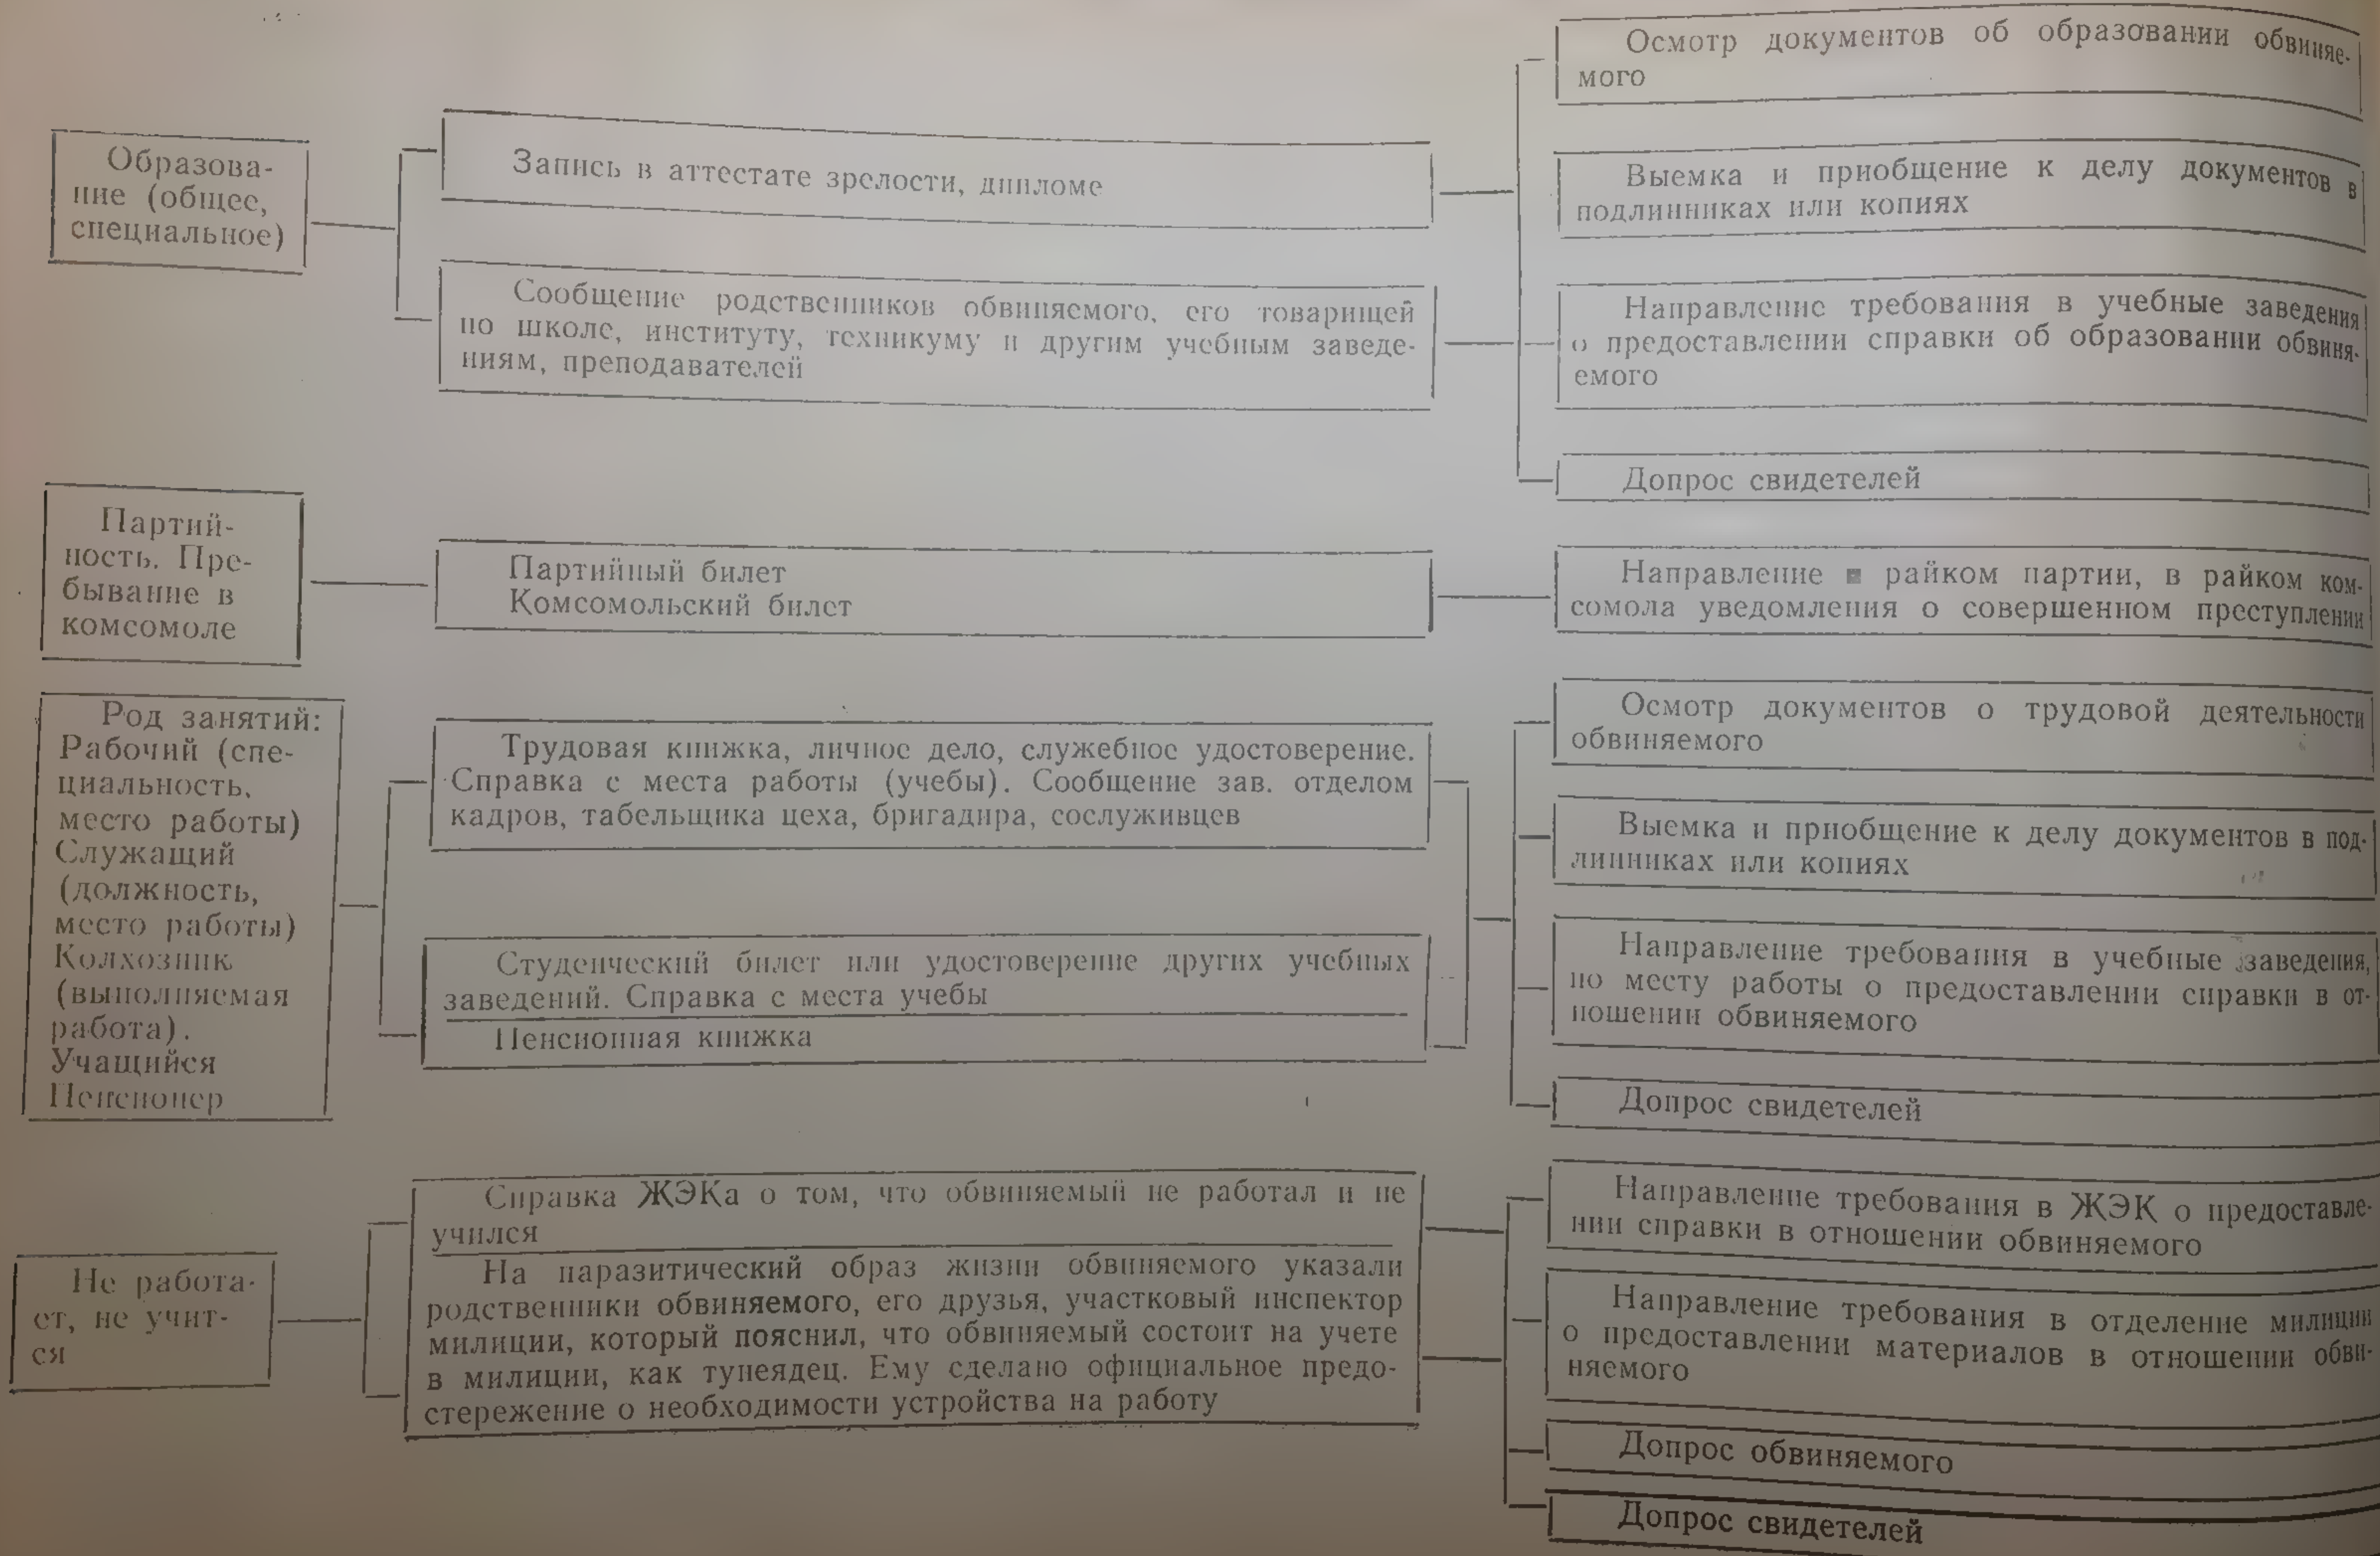 Образова-
ние (общее,
специальное)
Запись в аттестате зрелости, дипломе
Сообщение родственников обвиняемого, его товарищей
по школе, институту, техникуму и другим учебным заведе-
ниям, преподавателей
Осмотр документов об образовании обвиняе-
мого
Выемка и приобщение к делу документов в
подлинниках или копиях
Направление требования в учебные заведения
о предоставлении справки об образовании обвиня-
емого
Допрос свидетелей
Партий-
ность. Пре-
бывание в
комсомоле
Партийный билет
Комсомольский билет
Направление райком партии, в райком ком-
сомола уведомления о совершенном преступлении
Род занятий:
Рабочий (спе-
циальность,
место работы)
Служащий
(должность,
место работы)
Колхозник
(выполняемая
работа).
Учащийся
Пенсионер
Трудовая книжка, личное дело, служебное удостоверение.
Справка с места работы (учебы). Сообщение зав. отделом
кадров, табельщика цеха, бригадира, сослуживцев
Студенческий билет или удостоверение других учебных
заведений. Справка с места учебы
Пенсионная книжка
Осмотр документов о трудовой деятельности
обвиняемого
Выемка и приобщение к делу документов в под-
линниках или копиях
Направление требования в учебные заведения,
по месту работы о предоставлении справки в от-
ношении обвиняемого
Допрос свидетелей
Не работа-
ет, не учит-
ся
Справка ЖЭКа о том, что обвиняемый не работал и не
учился
На паразитический образ жизни обвиняемого указали
родственники обвиняемого, его друзья, участковый инспектор
милиции, который пояснил, что обвиняемый состоит на учете
в милиции, как тунеядец. Ему сделано официальное предо-
стережение о необходимости устройства на работу
Направление требования в ЖЭК о предоставле-
нии справки в отношении обвиняемого
Направление требования в отделение милиции
о предоставлении материалов в отношении обви-
няемого
Допрос обвиняемого
Допрос свидетелей